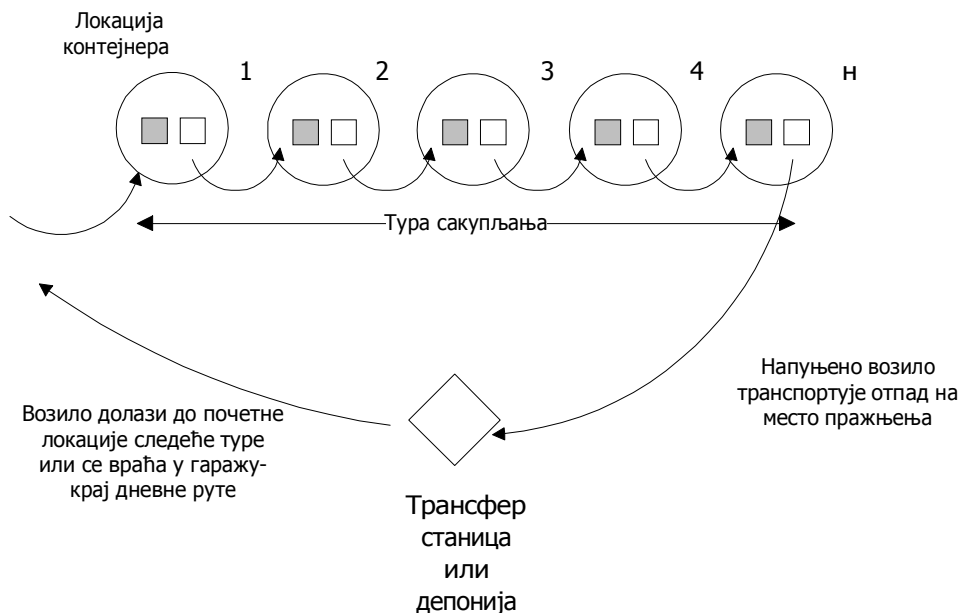 Локација
контејнера
1
2
3
4
н
Тура сакупљања
Напуњено возило
транспортује отпад на
место пражњења
Возило долази до почетне
локације следеће туре
или се враћа у гаражу-
крај дневне руте
Трансфер
станица
или
депонија